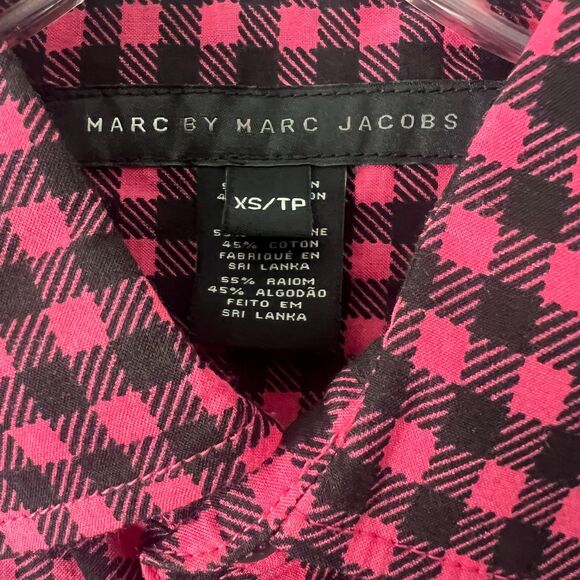 MARC BY MARC JACOBS
XS/TP
45% COTON
FABRIQUÉ EN
SRI LANKA
55% RAIOM
45% ALGODÃO
FEITO EM
SRI LANKA